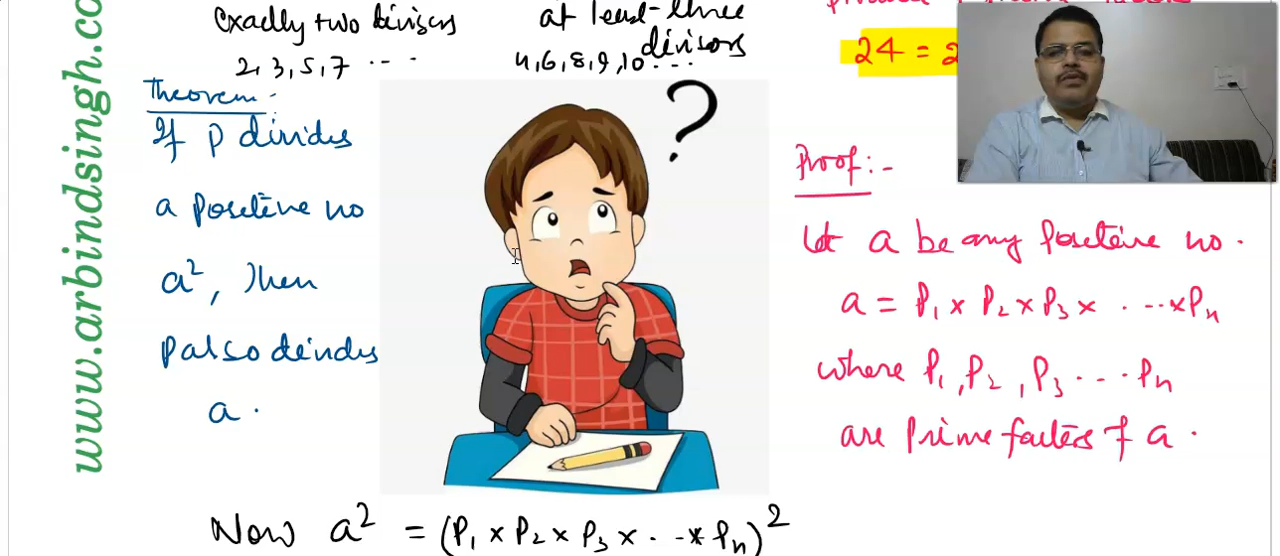 www.arbindsingh.co
Exactly two divisors
2, 3, 5, 7 ....
at least three
divisors
4, 6, 8, 9, 10 ...
24 = 2
Theorem -
If p divides
a positive no
a², then
p also divides
a .
?
Proof :-
Let a be any positive no .
a = P₁ × P₂ × P₃ × . ... × Pₙ
where P₁, P₂, P₃ ... Pₙ
are prime factors of a .
Now a² = (P₁ × P₂ × P₃ × . .. × Pₙ)²